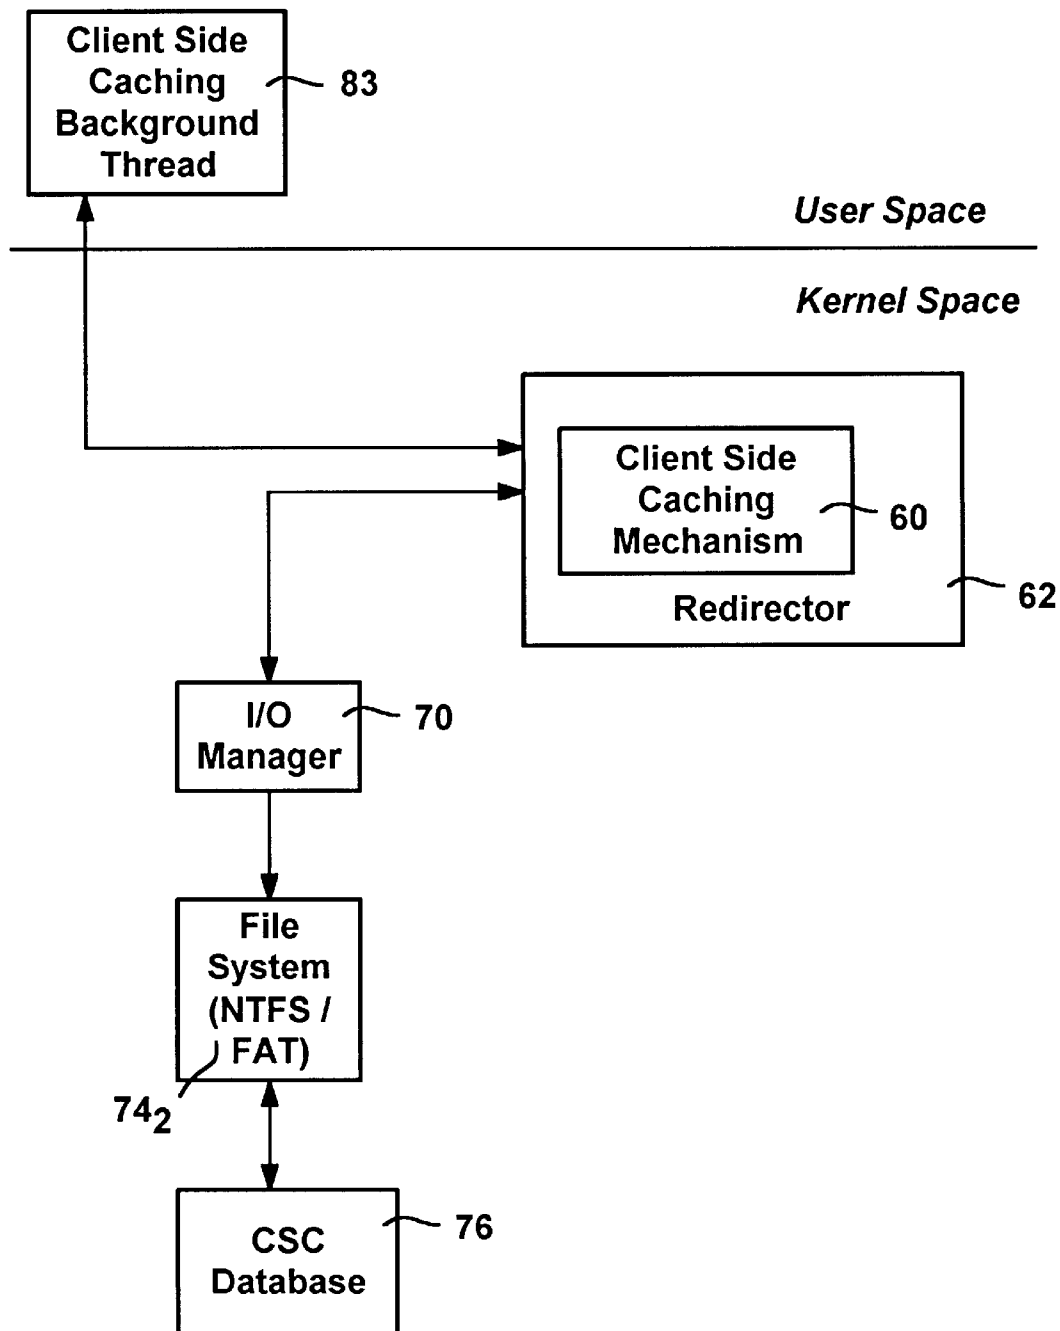 Client Side
Caching
Background
Thread
83
User Space
Kernel Space
Client Side
Caching
Mechanism
60
Redirector
62
I/O
Manager
70
File
System
(NTFS /
FAT)
742
CSC
Database
76